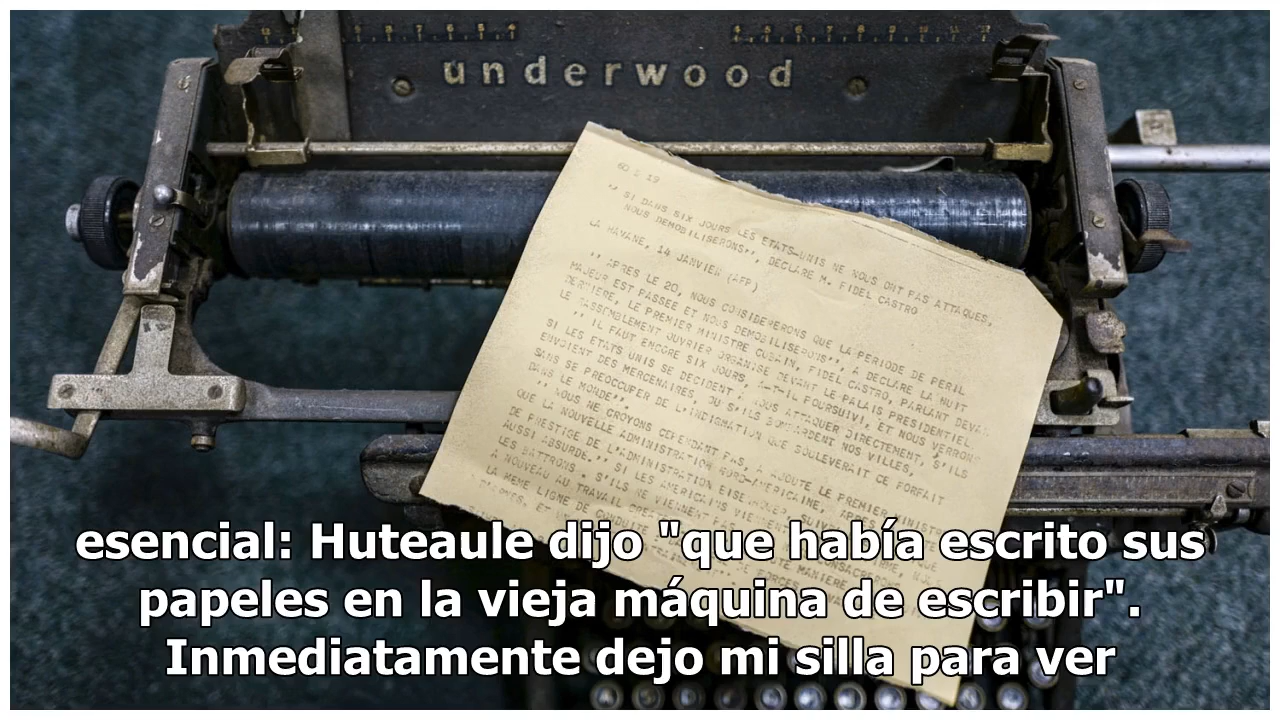 underwood
60 1 19
'' SI DANS SIX JOURS LES ETATS-UNIS NE NOUS ONT PAS ATTAQUES,
NOUS DEMOBILISERONS'', DECLARE M. FIDEL CASTRO
LA HAVANE, 14 JANVIER (AFP)
'' APRES LE 20, NOUS CONSIDERERONS QUE LA PERIODE DE PERIL
MAJEUR EST PASSEE ET NOUS DEMOBILISERONS'', A DECLARE LA NUIT
DERNIERE, LE PREMIER MINISTRE CUBAIN, FIDEL CASTRO, PARLANT DEVA
LE RASSEMBLEMENT OUVRIER ORGANISE DEVANT LE PALAIS PRESIDENTIEL
'' IL FAUT ENCORE SIX JOURS, A-T-IL POURSUIVI, ET NOUS VERRONS
SI LES ETATS UNIS SE DECIDENT A NOUS ATTAQUER DIRECTEMENT, S'ILS
ENVOIENT DES MERCENAIRES, OU S'ILS BOMBARDENT NOS VILLES,
SANS SE PREOCCUPER DE L'INDIGNATION QUE SOULEVERAIT CE FORFAIT
DANS LE MONDE''.
'' NOUS NE CROYONS CEPENDANT PAS, A AJOUTE LE PREMIER MINISTRE
QUE LA NOUVELLE ADMINISTRATION NORD-AMERICAINE,
DE PRESTIGE DE L'ADMINISTRATION
AUSSI ABSURDE.'' SI LES AMERICAINS VIENNENT
LES BATTRONS. S'ILS NE VIENNENT PAS
A NOUVEAU AU TRAVAIL
LA MEME LIGNE DE CONDUITE
esencial: Huteaule dijo "que había escrito sus
papeles en la vieja máquina de escribir".
Inmediatamente dejo mi silla para ver